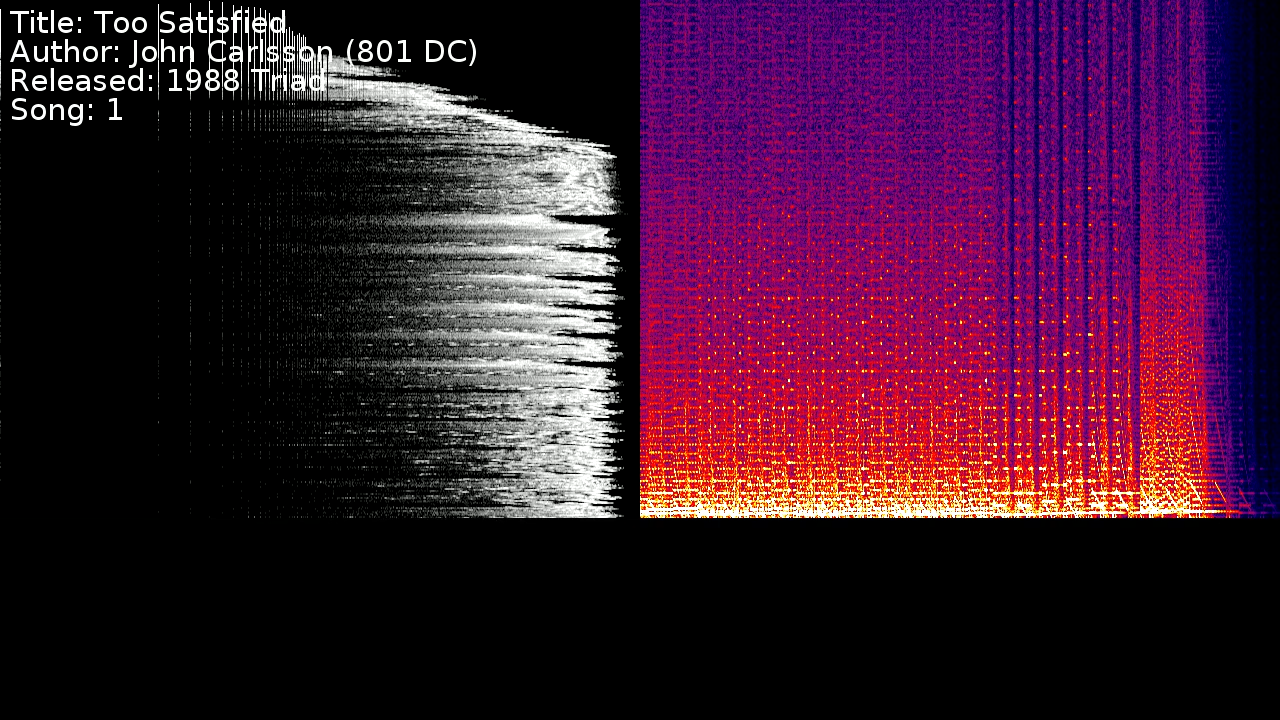 Title: Too Satisfied
Author: John Carlsson (801 DC)
Released: 1988 Triad
Song: 1